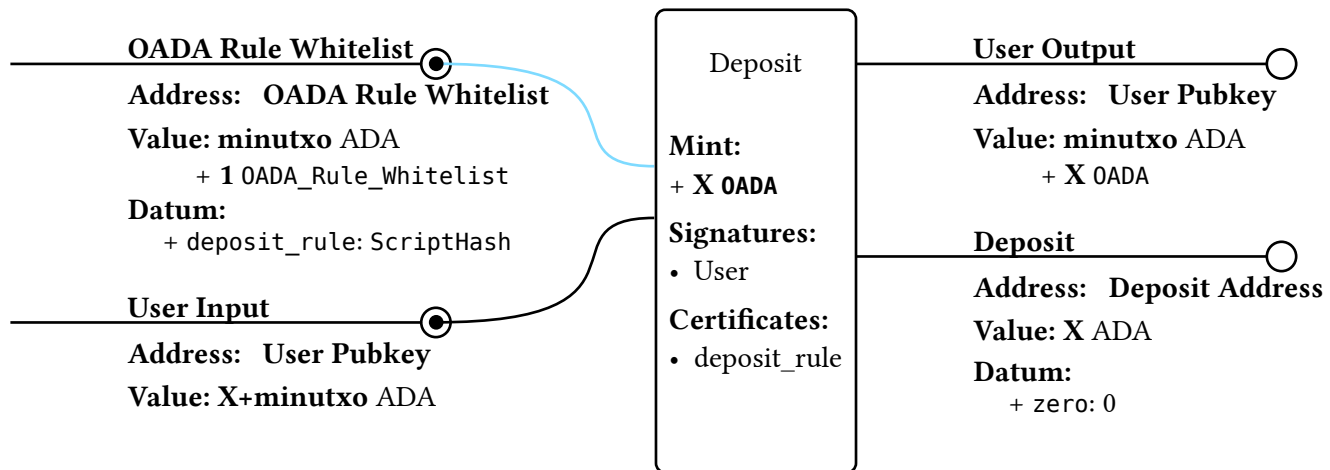 OADA Rule Whitelist
Address: OADA Rule Whitelist
Value: minutxo ADA
+ 1 OADA_Rule_Whitelist
Datum:
+ deposit_rule: ScriptHash
User Input
Address: User Pubkey
Value: X+minutxo ADA
Deposit
Mint:
+ X OADA
Signatures:
• User
Certificates:
• deposit_rule
User Output
Address: User Pubkey
Value: minutxo ADA
+ X OADA
Deposit
Address: Deposit Address
Value: X ADA
Datum:
+ zero: 0